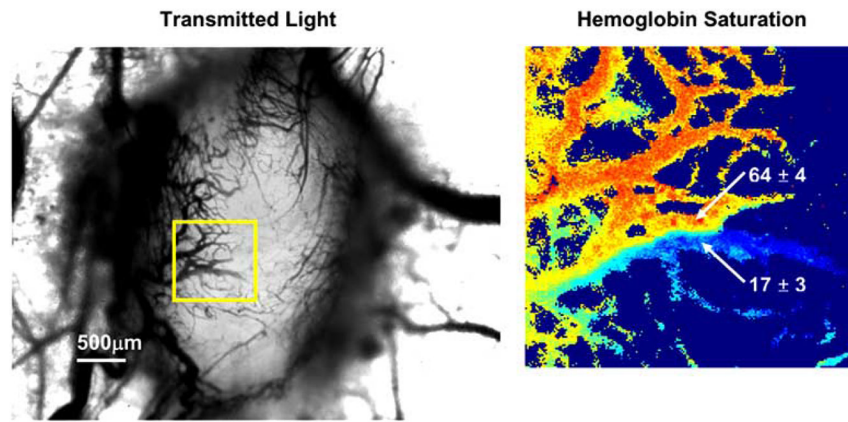 Transmitted Light
Hemoglobin Saturation
64 ± 4
17 ± 3
500µm